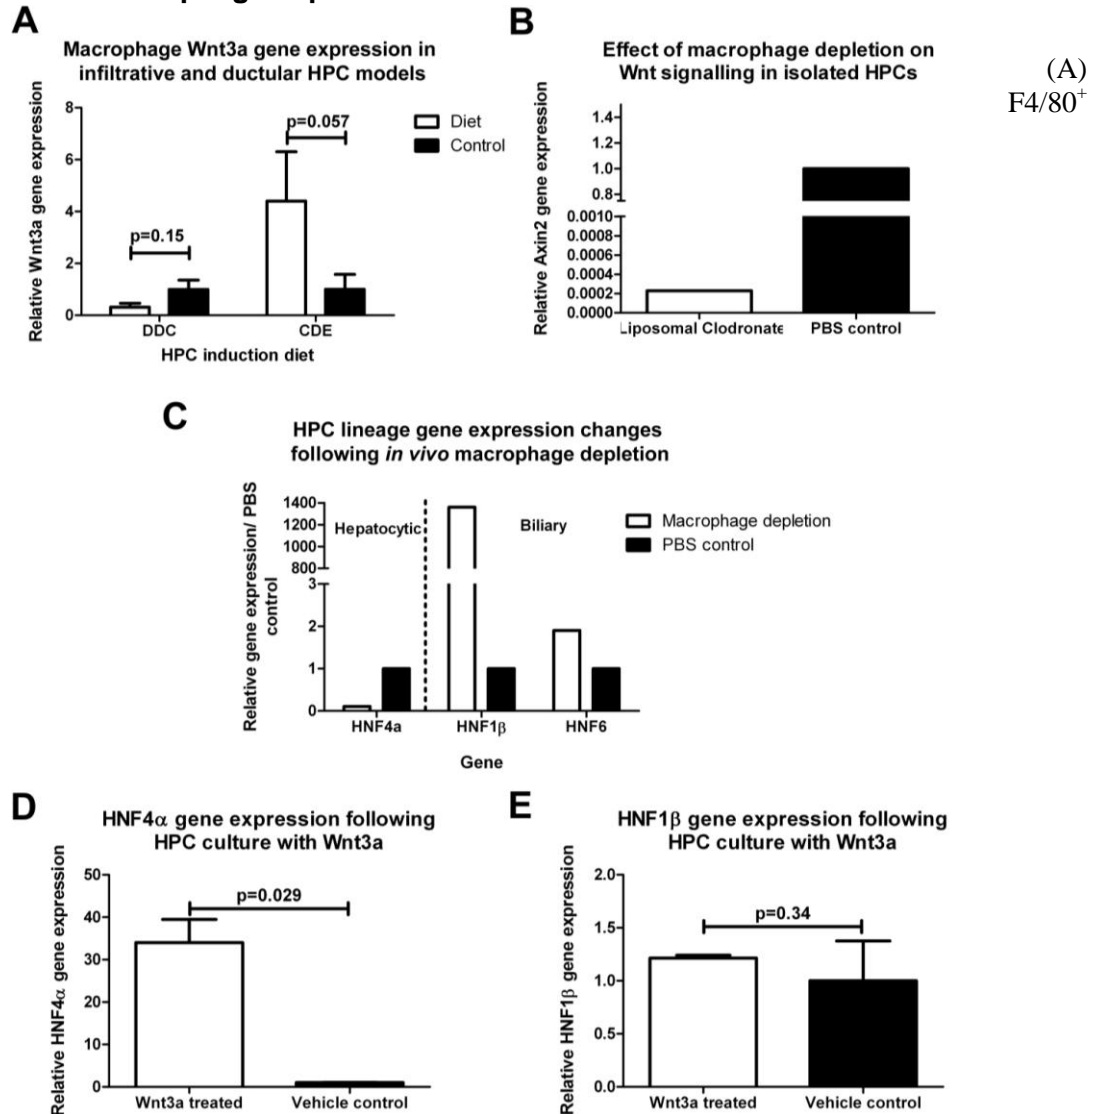 A
Macrophage Wnt3a gene expression in
infiltrative and ductular HPC models
Relative Wnt3a gene expression
8
6
4
2
0
p=0.15
p=0.057
Diet
Control
DDC
CDE
HPC induction diet
B
Effect of macrophage depletion on
Wnt signalling in isolated HPCs
Relative Axin2 gene expression
1.4
1.2
1.0
0.8
0.0010
0.0008
0.0006
0.0004
0.0002
0.0000
Liposomal Clodronate
PBS control
(A)
F4/80⁺
C
HPC lineage gene expression changes
following in vivo macrophage depletion
Relative gene expression/ PBS
control
1400
1200
1000
800
3
2
1
0
Hepatocytic
Biliary
Macrophage depletion
PBS control
HNF4a
HNF1β
HNF6
Gene
D
HNF4α gene expression following
HPC culture with Wnt3a
Relative HNF4α gene expression
50
40
30
20
10
0
p=0.029
Wnt3a treated
Vehicle control
E
HNF1β gene expression following
HPC culture with Wnt3a
Relative HNF1β gene expression
2.0
1.5
1.0
0.5
0.0
p=0.34
Wnt3a treated
Vehicle control